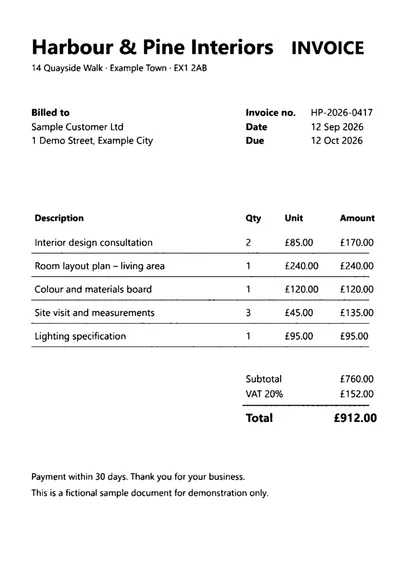 Harbour & Pine Interiors INVOICE
14 Quayside Walk · Example Town · EX1 2AB
Billed to Invoice no. HP-2026-0417
Sample Customer Ltd Date 12 Sep 2026
1 Demo Street, Example City Due 12 Oct 2026
Description Qty Unit Amount
Interior design consultation 2 £85.00 £170.00
Room layout plan – living area 1 £240.00 £240.00
Colour and materials board 1 £120.00 £120.00
Site visit and measurements 3 £45.00 £135.00
Lighting specification 1 £95.00 £95.00
Subtotal £760.00
VAT 20% £152.00
Total £912.00
Payment within 30 days. Thank you for your business.
This is a fictional sample document for demonstration only.